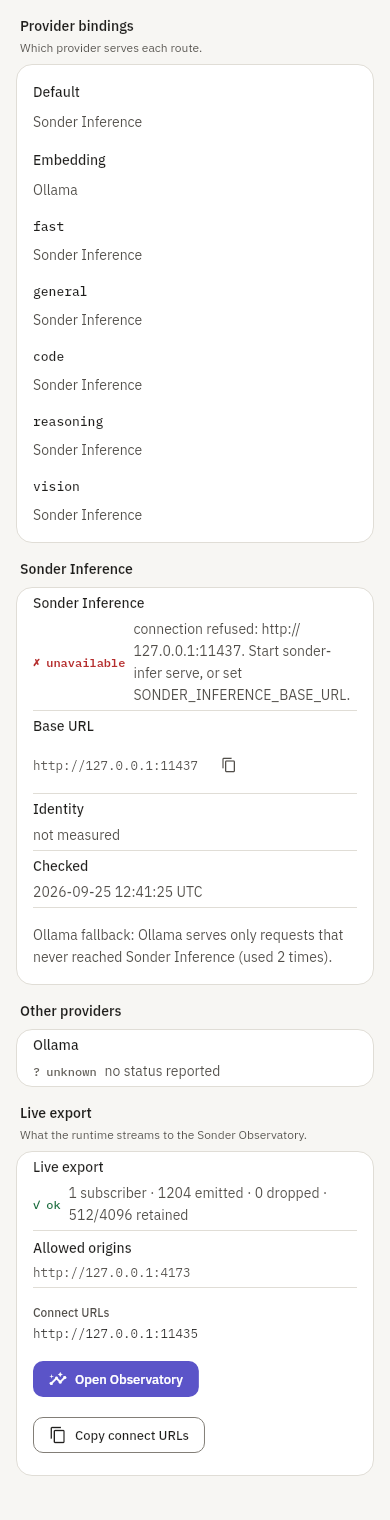 Provider bindings
Which provider serves each route.
Default
Sonder Inference
Embedding
Ollama
fast
Sonder Inference
general
Sonder Inference
code
Sonder Inference
reasoning
Sonder Inference
vision
Sonder Inference
Sonder Inference
Sonder Inference
✗ unavailable
connection refused: http://
127.0.0.1:11437. Start sonder-
infer serve, or set
SONDER_INFERENCE_BASE_URL.
Base URL
http://127.0.0.1:11437
Identity
not measured
Checked
2026-09-25 12:41:25 UTC
Ollama fallback: Ollama serves only requests that
never reached Sonder Inference (used 2 times).
Other providers
Ollama
? unknown no status reported
Live export
What the runtime streams to the Sonder Observatory.
Live export
✓ ok
1 subscriber · 1204 emitted · 0 dropped ·
512/4096 retained
Allowed origins
http://127.0.0.1:4173
Connect URLs
http://127.0.0.1:11435
Open Observatory
Copy connect URLs